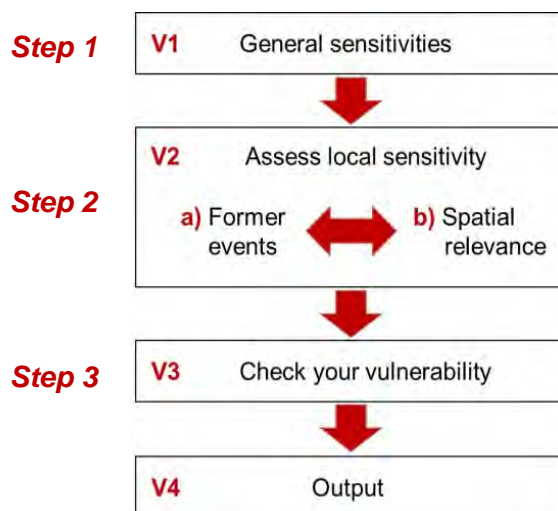 Step 1
V1 General sensitivities
V2 Assess local sensitivity
Step 2
a) Former events
b) Spatial relevance
Step 3
V3 Check your vulnerability
V4 Output